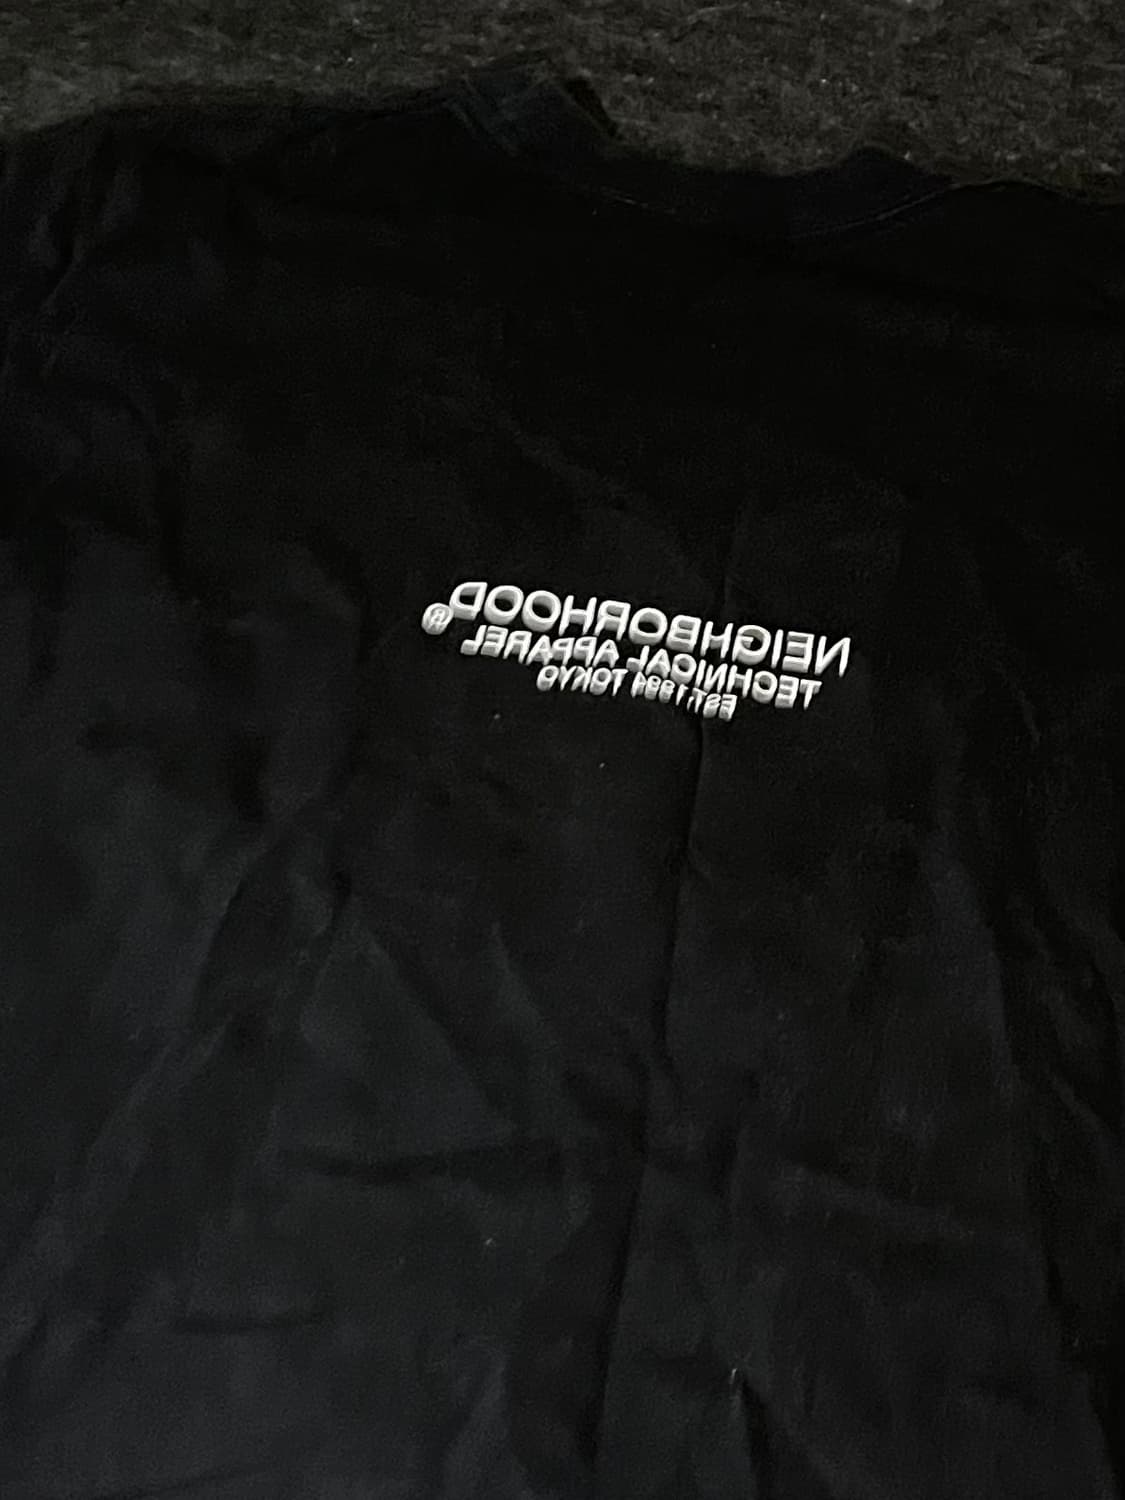 NEIGHBORHOOD®
TECHNICAL APPAREL
EST.1994 TOKYO